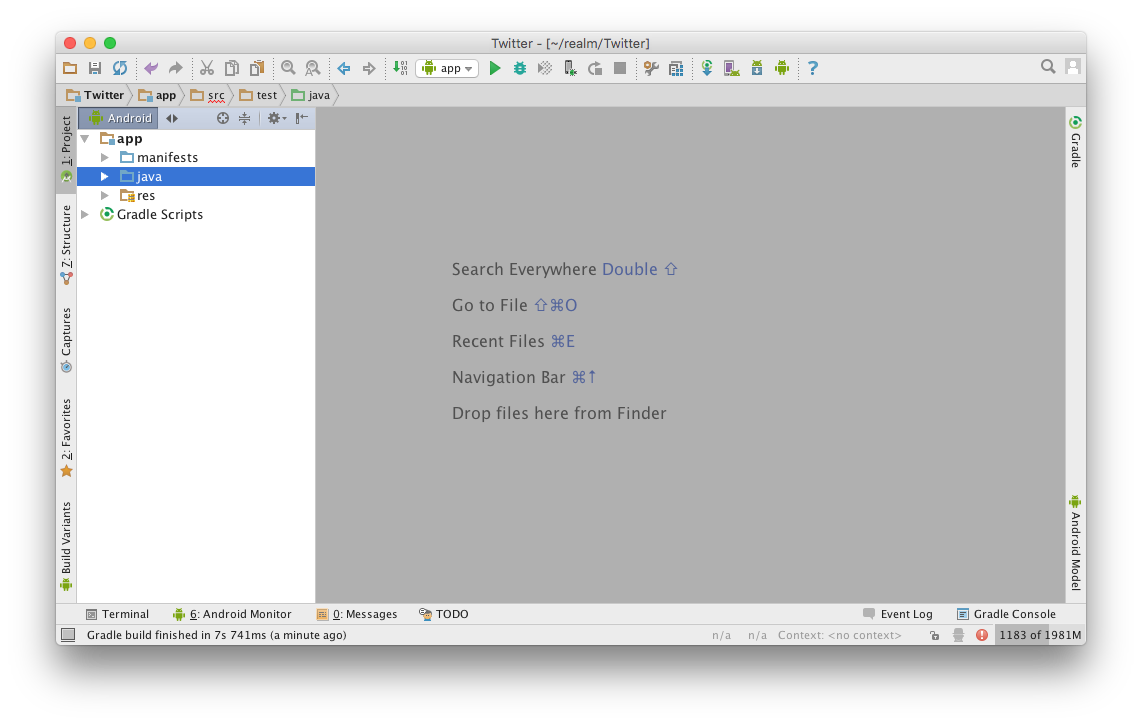 Twitter - [~/realm/Twitter]
app
?
Twitter app src test java
1: Project
Android
app
manifests
java
res
Gradle Scripts
7: Structure
Captures
2: Favorites
Build Variants
Search Everywhere Double ⇧
Go to File ⇧⌘O
Recent Files ⌘E
Navigation Bar ⌘↑
Drop files here from Finder
Gradle
Android Model
Terminal 6: Android Monitor 0: Messages TODO Event Log Gradle Console
Gradle build finished in 7s 741ms (a minute ago) n/a n/a Context: <no context> 1183 of 1981M